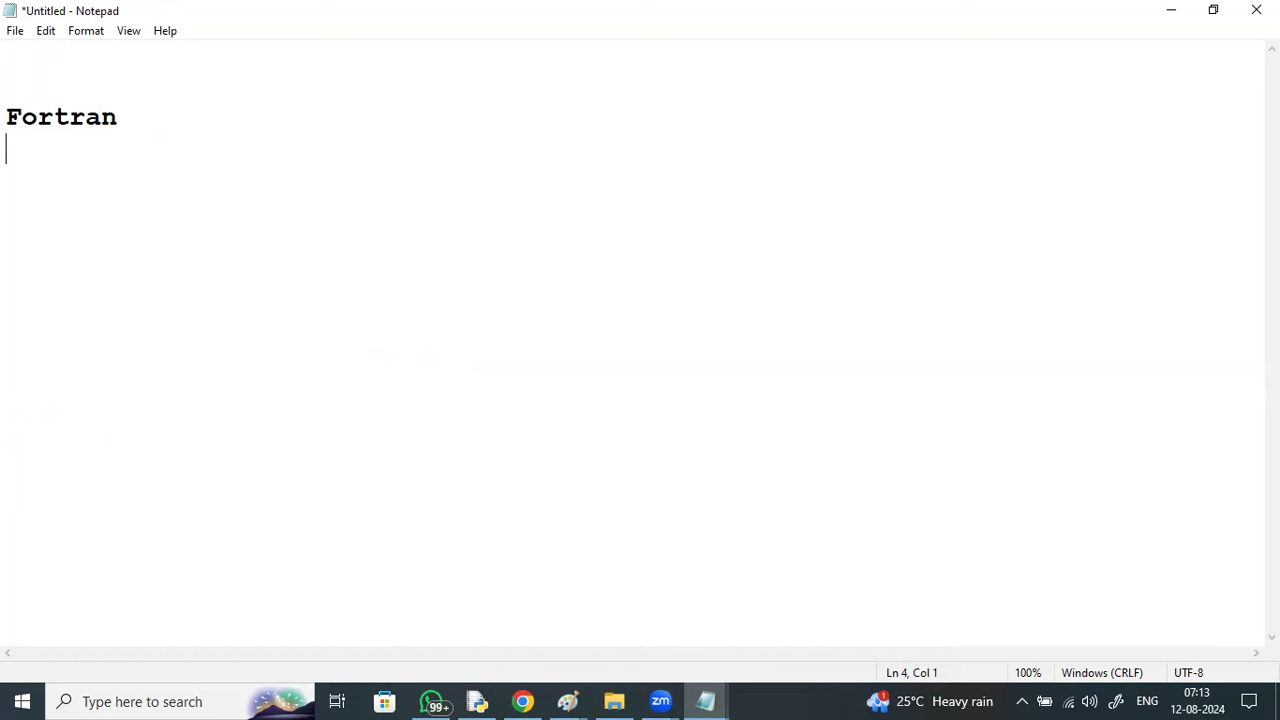 *Untitled - Notepad
File Edit Format View Help
Fortran
Ln 4, Col 1 100% Windows (CRLF) UTF-8
Type here to search 99+ zm 1 25°C Heavy rain ENG 07:13
12-08-2024